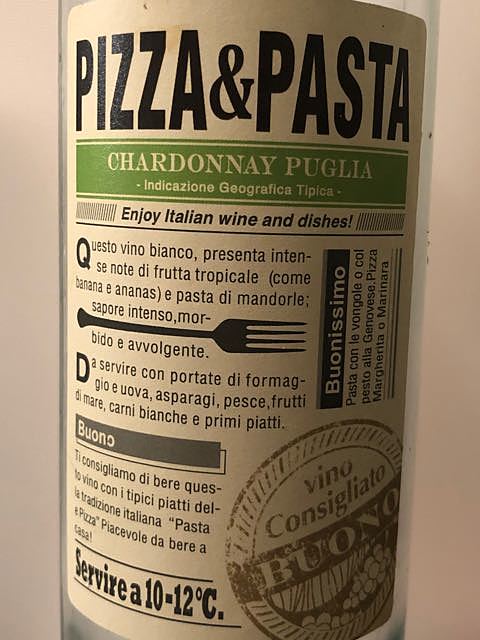 PIZZA&PASTA
CHARDONNAY PUGLIA
- Indicazione Geografica Tipica -
Enjoy Italian wine and dishes!
Questo vino bianco, presenta inten-
se note di frutta tropicale (come
banana e ananas) e pasta di mandorle;
sapore intenso,mor-
bido e avvolgente.
Da servire con portate di formag-
gio e uova, asparagi, pesce,frutti
di mare, carni bianche e primi piatti.
Buonissimo
Pasta con le vongole o col
pesto alla Genovese.Pizza
Margherita o Marinara
Buono
Ti consigliamo di bere ques-
to vino con i tipici piatti del-
la tradizione italiana "Pasta
e Pizza" Piacevole da bere a
casa!
Servire a 10-12°C.
vino
Consigliato
BUONO